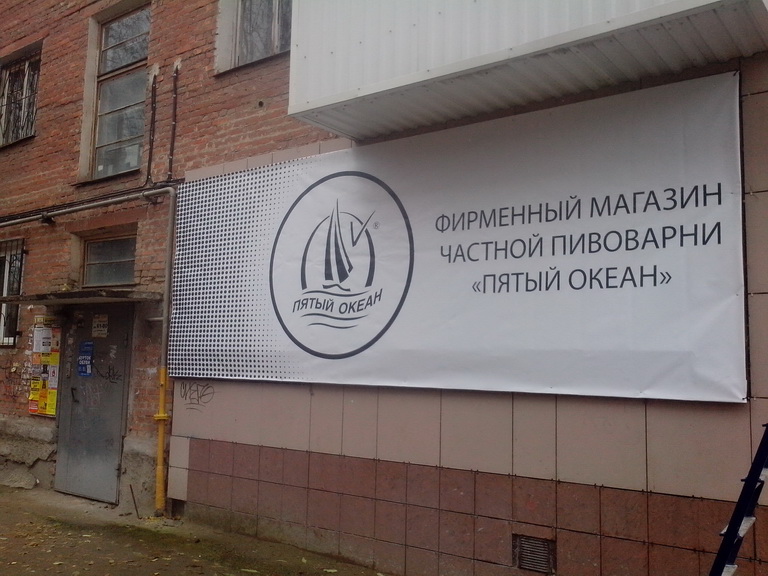 ПЯТЫЙ ОКЕАН
®
ФИРМЕННЫЙ МАГАЗИН
ЧАСТНОЙ ПИВОВАРНИ
«ПЯТЫЙ ОКЕАН»